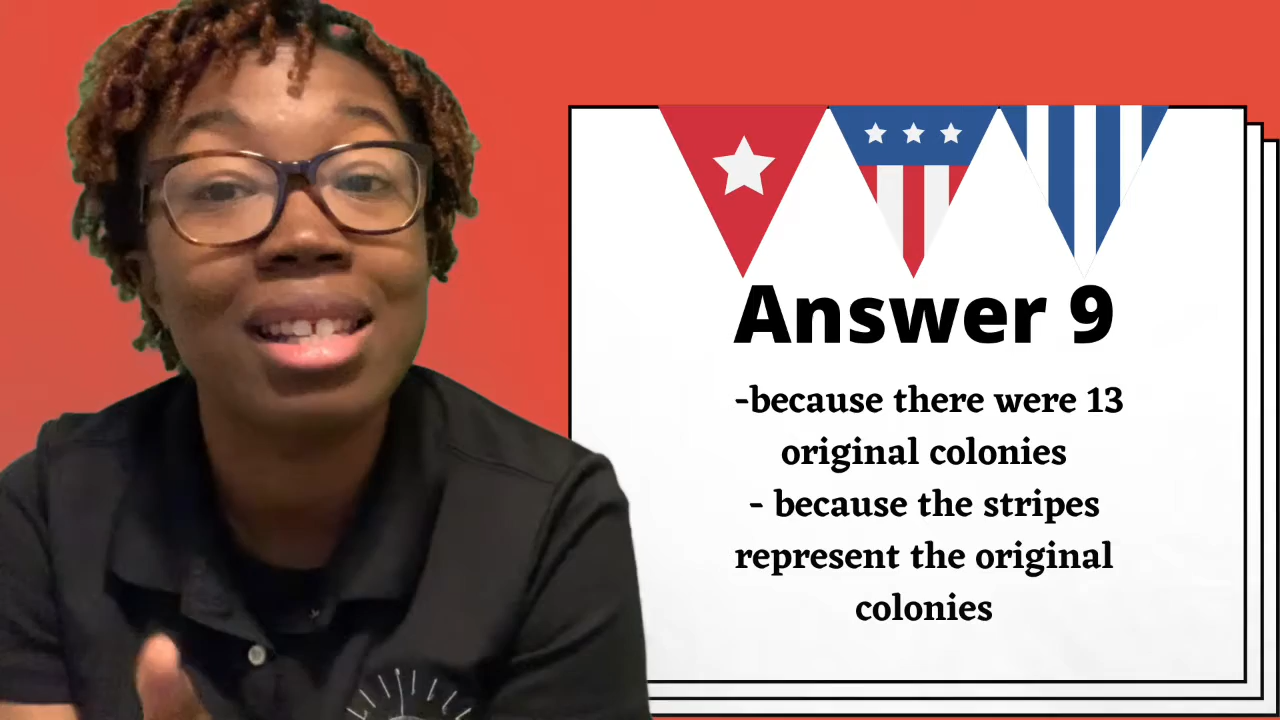 Answer 9
-because there were 13
original colonies
- because the stripes
represent the original
colonies